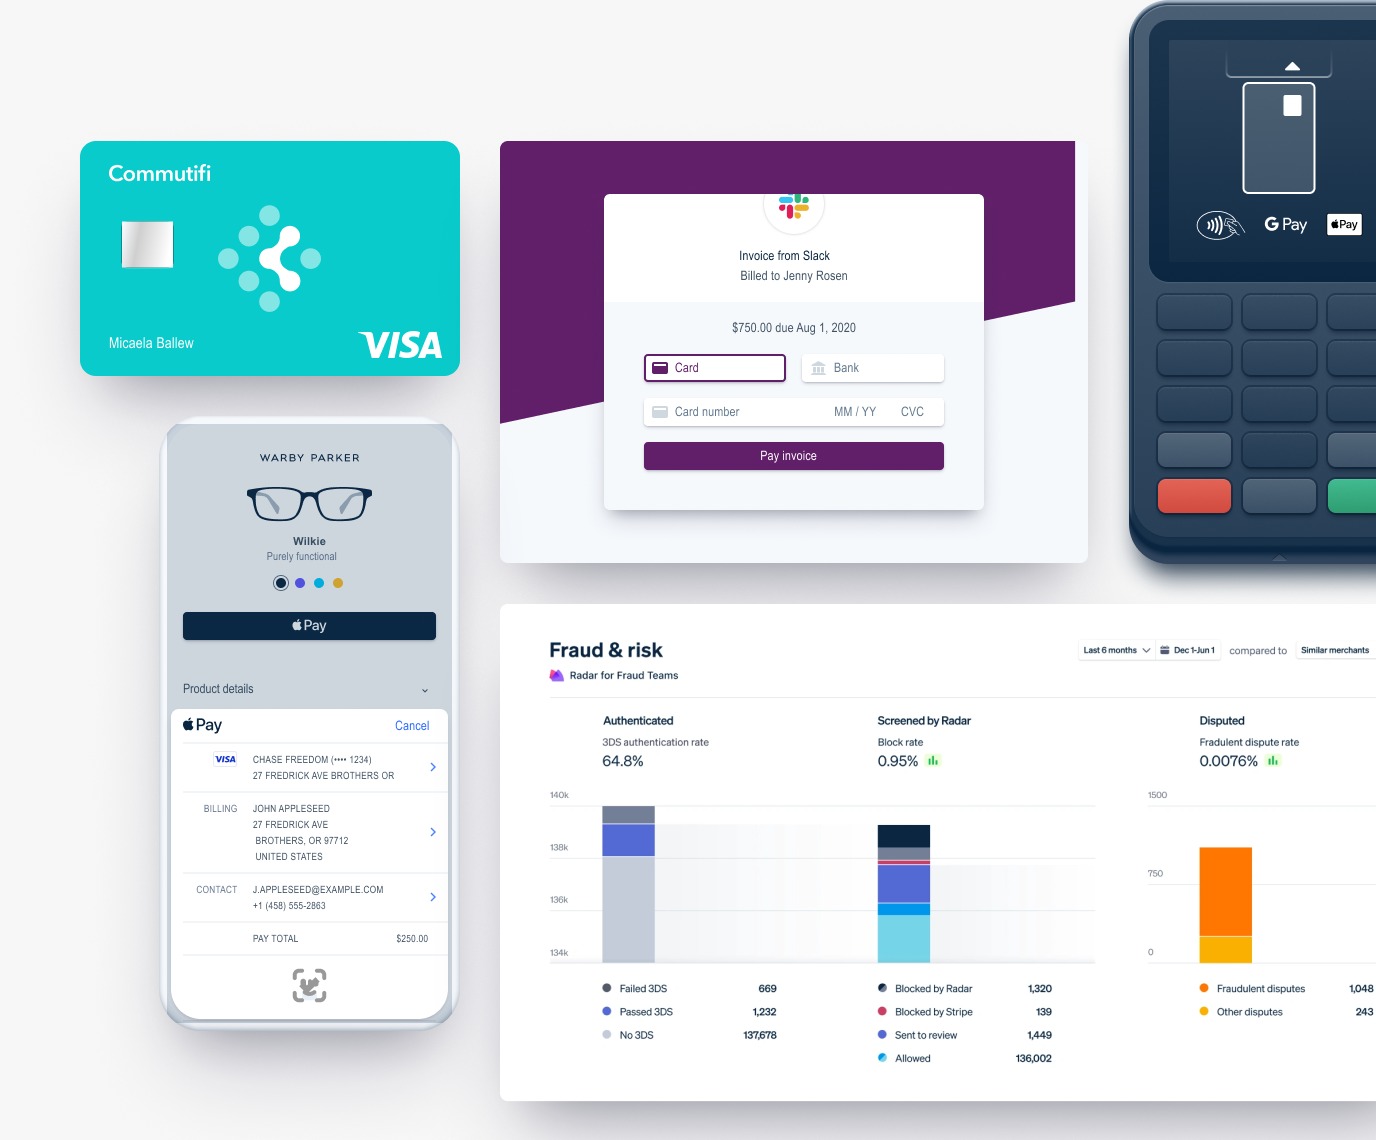 Commutifi
Micaela Ballew
VISA
Invoice from Slack
Billed to Jenny Rosen
$750.00 due Aug 1, 2020
Card
Bank
Card number
MM / YY
CVC
Pay invoice
G Pay
Pay
WARBY PARKER
Wilkie
Purely functional
Pay
Product details
Pay
Cancel
VISA
CHASE FREEDOM (•••• 1234)
27 FREDRICK AVE BROTHERS OR
BILLING
JOHN APPLESEED
27 FREDRICK AVE
BROTHERS, OR 97712
UNITED STATES
CONTACT
J.APPLESEED@EXAMPLE.COM
+1 (458) 555-2863
PAY TOTAL
$250.00
Fraud & risk
Radar for Fraud Teams
Last 6 months
Dec 1-Jun 1
compared to
Similar merchants
Authenticated
3DS authentication rate
64.8%
140k
138k
136k
134k
Failed 3DS 669
Passed 3DS 1,232
No 3DS 137,678
Screened by Radar
Block rate
0.95%
Blocked by Radar 1,320
Blocked by Stripe 139
Sent to review 1,449
Allowed 136,002
Disputed
Fradulent dispute rate
0.0076%
1500
750
0
Fraudulent disputes 1,048
Other disputes 243